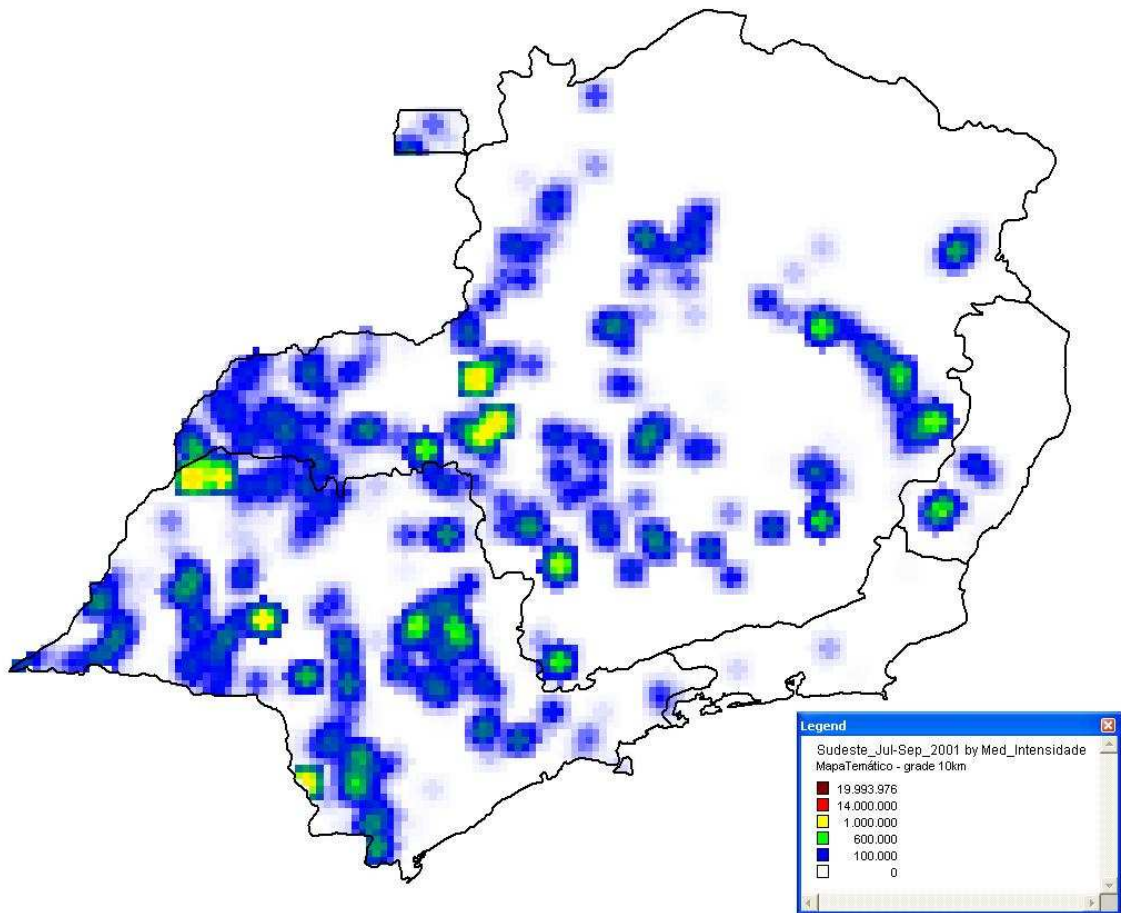 Legend
Sudeste_Jul-Sep_2001 by Med_Intensidade
MapaTemático - grade 10km
19.993.976
14.000.000
1.000.000
600.000
100.000
0